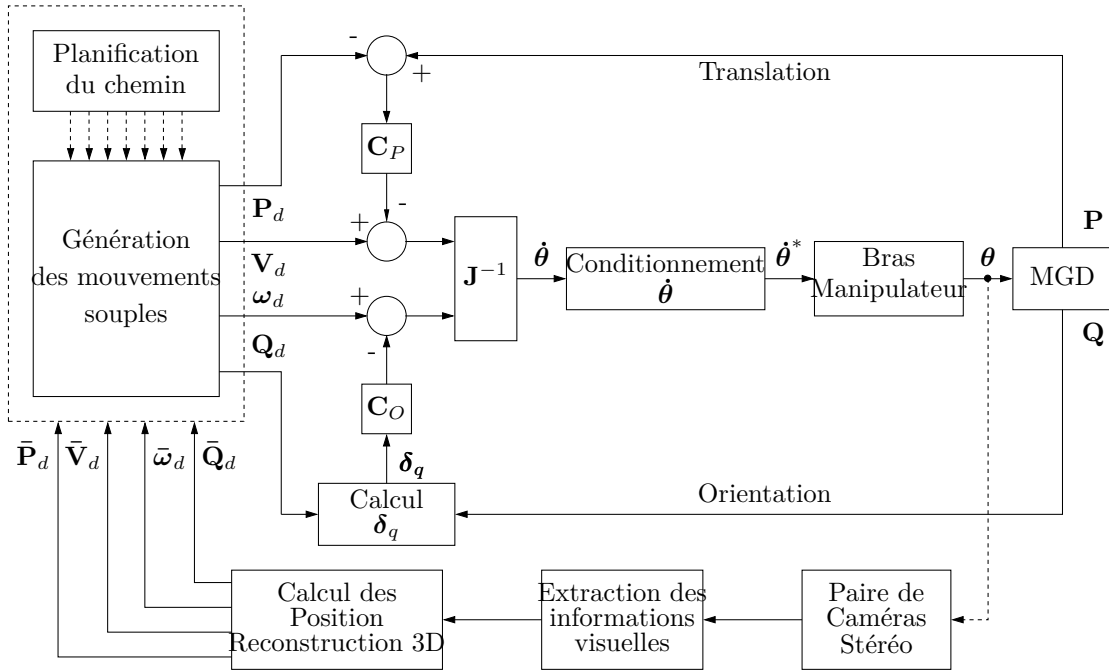 Planification
du chemin
-
+
Translation
C_P
P_d
-
+
P
Génération
des mouvements
souples
V_d
ω_d
+
J⁻¹
θ̇
Conditionnement
θ̇
θ̇*
Bras
Manipulateur
θ
MGD
Q_d
-
Q
C_O
P̄_d
V̄_d
ω̄_d
Q̄_d
δ_q
Calcul
δ_q
Orientation
Calcul des
Position
Reconstruction 3D
Extraction des
informations
visuelles
Paire de
Caméras
Stéréo